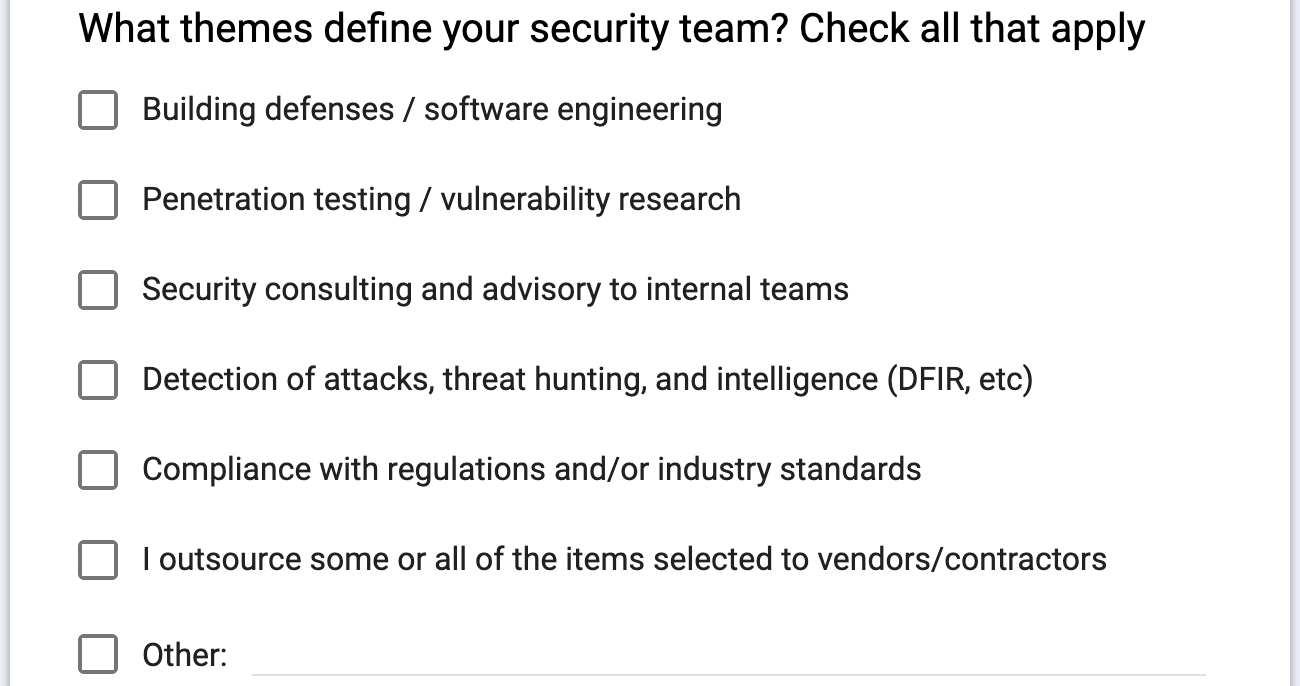 What themes define your security team? Check all that apply
Building defenses / software engineering
Penetration testing / vulnerability research
Security consulting and advisory to internal teams
Detection of attacks, threat hunting, and intelligence (DFIR, etc)
Compliance with regulations and/or industry standards
I outsource some or all of the items selected to vendors/contractors
Other: